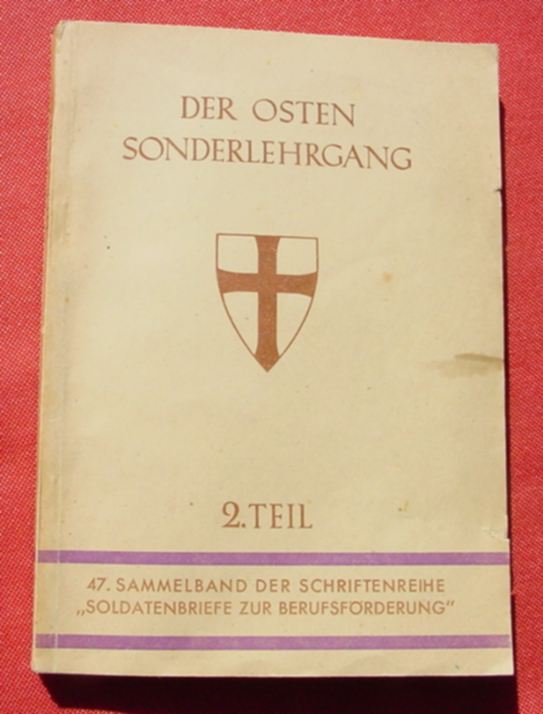 DER OSTEN
SONDERLEHRGANG
2. TEIL
47. SAMMELBAND DER SCHRIFTENREIHE
„SOLDATENBRIEFE ZUR BERUFSFÖRDERUNG"